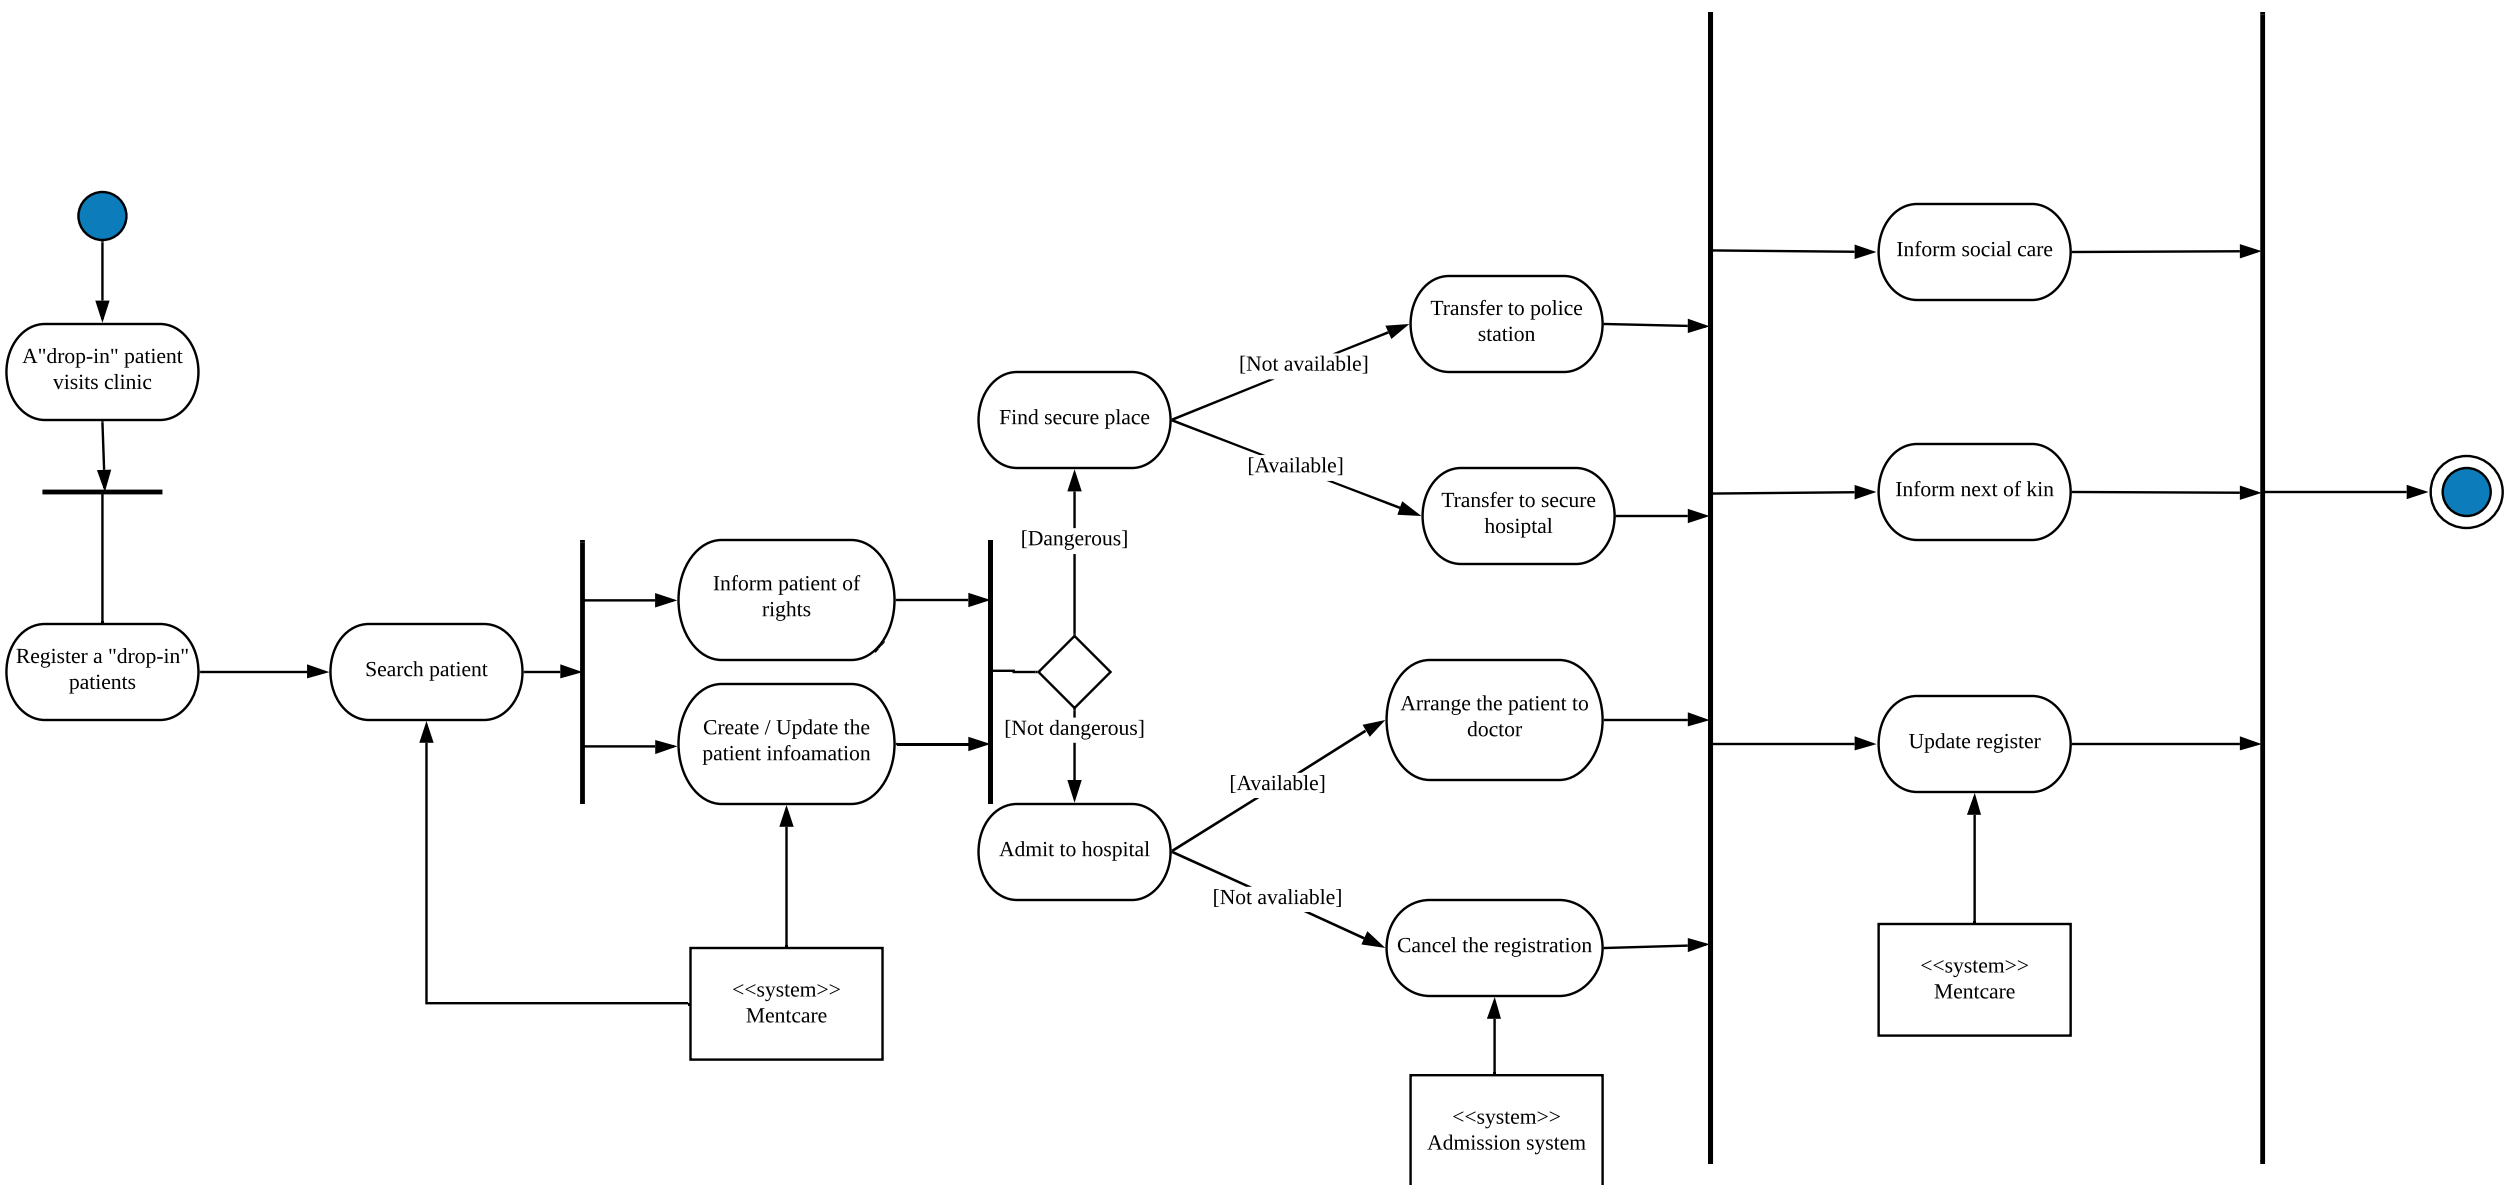 A"drop-in" patient
visits clinic
Register a "drop-in"
patients
Search patient
Inform patient of
rights
Create / Update the
patient infoamation
<<system>>
Mentcare
Find secure place
[Dangerous]
[Not dangerous]
Admit to hospital
[Not available]
[Available]
[Available]
[Not avaliable]
Transfer to police
station
Transfer to secure
hosiptal
Arrange the patient to
doctor
Cancel the registration
<<system>>
Admission system
Inform social care
Inform next of kin
Update register
<<system>>
Mentcare